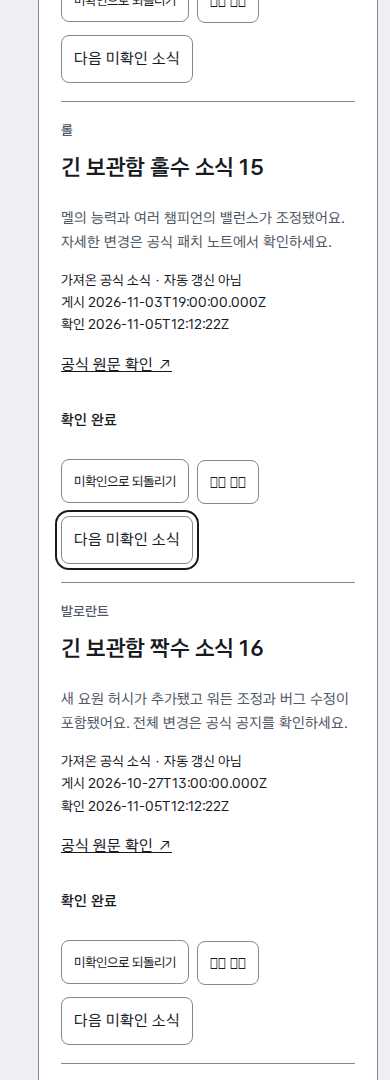 다음 미확인 소식
롤
긴 보관함 홀수 소식 15
멜의 능력과 여러 챔피언의 밸런스가 조정됐어요.
자세한 변경은 공식 패치 노트에서 확인하세요.
가져온 공식 소식 · 자동 갱신 아님
게시 2026-11-03T19:00:00.000Z
확인 2026-11-05T12:12:22Z
공식 원문 확인 ↗
확인 완료
미확인으로 되돌리기
다음 미확인 소식
발로란트
긴 보관함 짝수 소식 16
새 요원 허시가 추가됐고 워든 조정과 버그 수정이
포함됐어요. 전체 변경은 공식 공지를 확인하세요.
가져온 공식 소식 · 자동 갱신 아님
게시 2026-10-27T13:00:00.000Z
확인 2026-11-05T12:12:22Z
공식 원문 확인 ↗
확인 완료
미확인으로 되돌리기
다음 미확인 소식